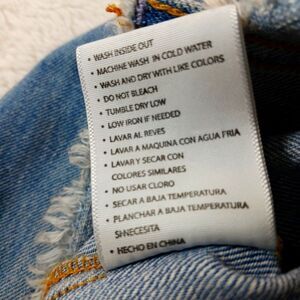 • WASH INSIDE OUT
• MACHINE WASH IN COLD WATER
• WASH AND DRY WITH LIKE COLORS
• DO NOT BLEACH
• TUMBLE DRY LOW
• LOW IRON IF NEEDED
• LAVAR AL REVES
• LAVAR A MAQUINA CON AGUA FRIA
• LAVAR Y SECAR CON
COLORES SIMILARES
• NO USAR CLORO
• SECAR A BAJA TEMPERATURA
• PLANCHAR A BAJA TEMPERATURA
SI-NECESITA
• HECHO EN CHINA